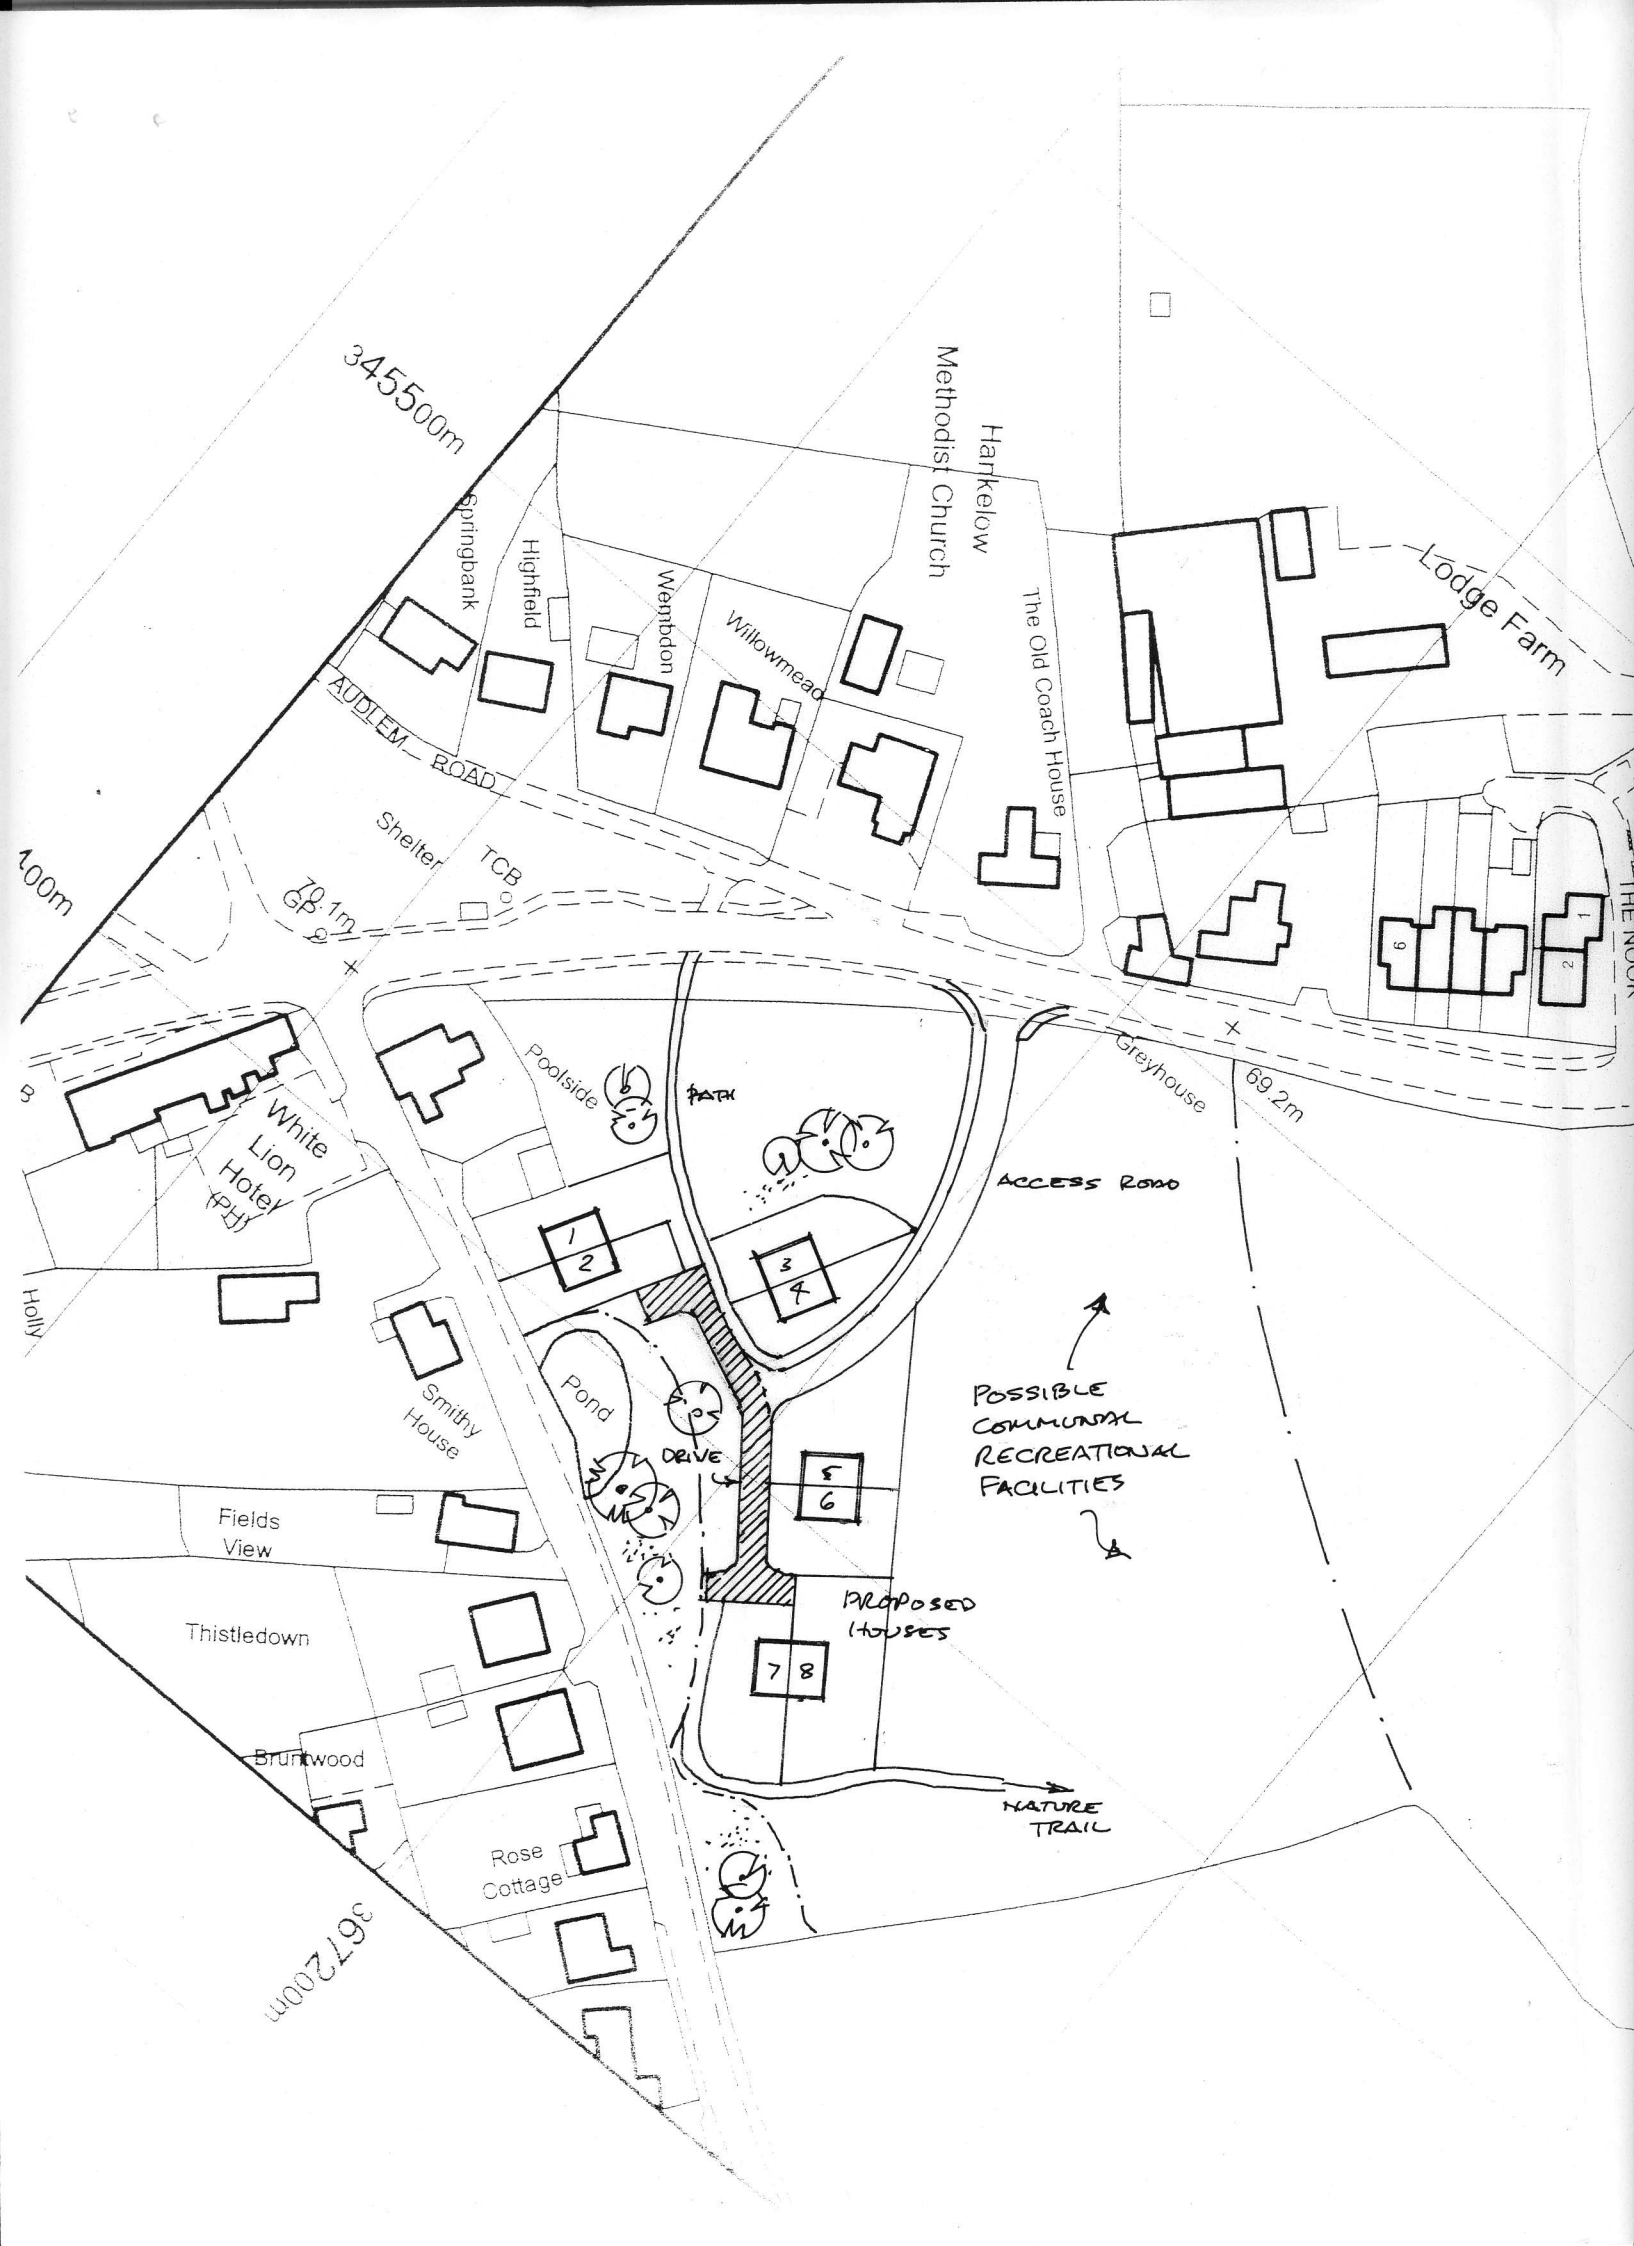 345500m
Springbank
Highfield
Wembdon
Willowmead
Hankelow
Methodist Church
The Old Coach House
Lodge Farm
AUDLEM ROAD
Shelter
TCB
70.1m
GP
100m
6
1
2
THE NOOK
B
White
Lion
Hotel
(PH)
Poolside
PATH
Greyhouse
69.2m
ACCESS ROAD
1
2
3
4
Holly
Smithy
House
Pond
DRIVE
5
6
POSSIBLE
COMMUNAL
RECREATIONAL
FACILITIES
Fields
View
Thistledown
PROPOSED
HOUSES
7
8
Bruntwood
NATURE
TRAIL
Rose
Cottage
367200m